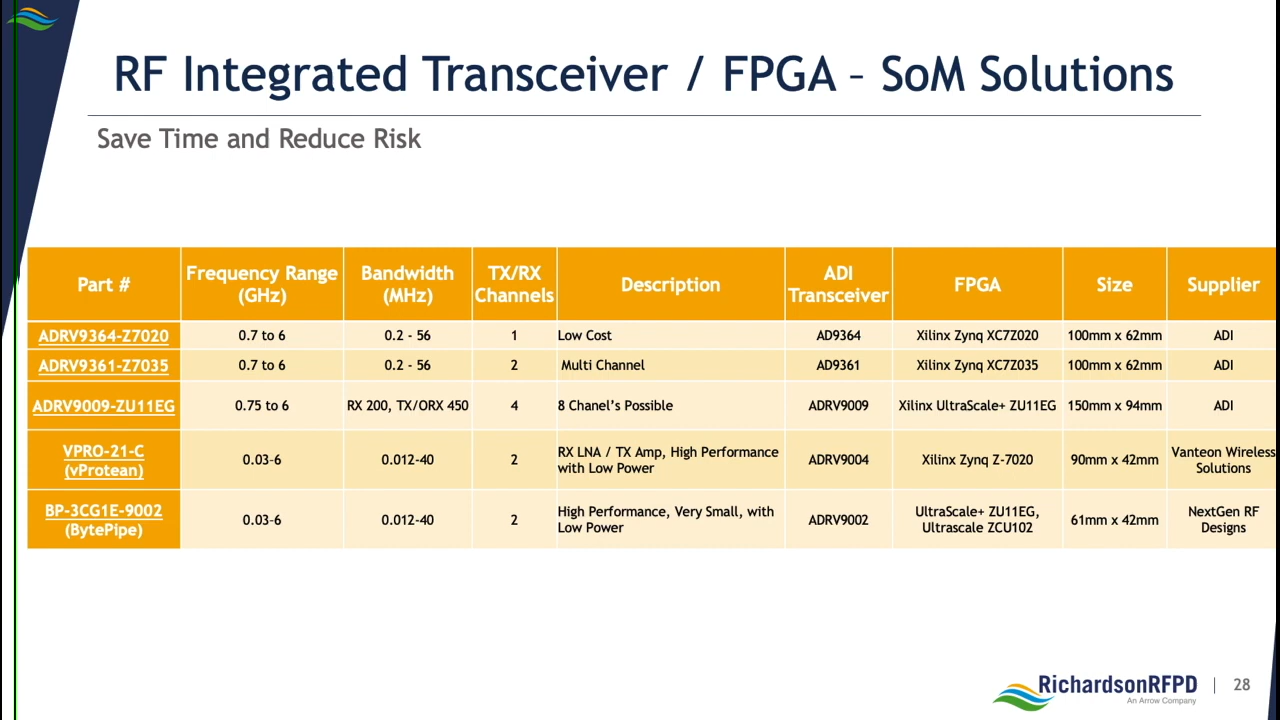 RF Integrated Transceiver / FPGA – SoM Solutions
Save Time and Reduce Risk
Part # Frequency Range (GHz) Bandwidth (MHz) TX/RX Channels Description ADI Transceiver FPGA Size Supplier
ADRV9364-Z7020 0.7 to 6 0.2 - 56 1 Low Cost AD9364 Xilinx Zynq XC7Z020 100mm x 62mm ADI
ADRV9361-Z7035 0.7 to 6 0.2 - 56 2 Multi Channel AD9361 Xilinx Zynq XC7Z035 100mm x 62mm ADI
ADRV9009-ZU11EG 0.75 to 6 RX 200, TX/ORX 450 4 8 Chanel's Possible ADRV9009 Xilinx UltraScale+ ZU11EG 150mm x 94mm ADI
VPRO-21-C (vProtean) 0.03-6 0.012-40 2 RX LNA / TX Amp, High Performance with Low Power ADRV9004 Xilinx Zynq Z-7020 90mm x 42mm Vanteon Wireless Solutions
BP-3CG1E-9002 (BytePipe) 0.03-6 0.012-40 2 High Performance, Very Small, with Low Power ADRV9002 UltraScale+ ZU11EG, Ultrascale ZCU102 61mm x 42mm NextGen RF Designs
RichardsonRFPD | 28
An Arrow Company